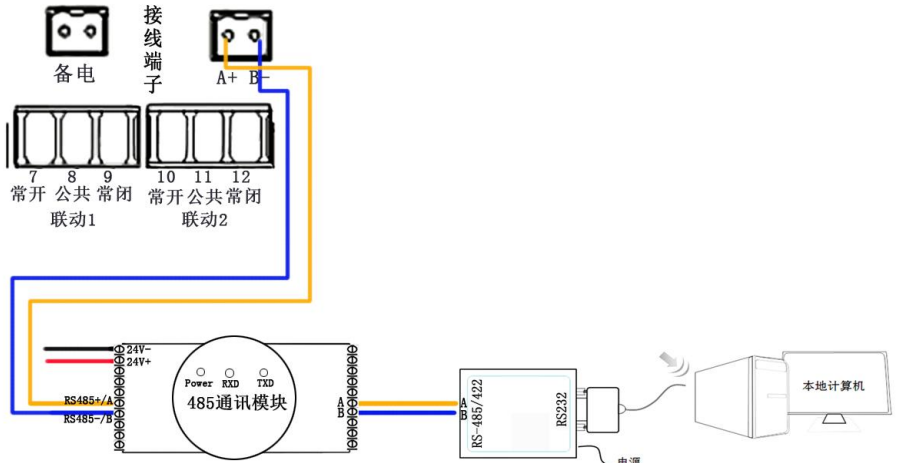 接线端子
备电
A+ B-
7 8 9
常开 公共 常闭
联动1
10 11 12
常开 公共 常闭
联动2
24V-
24V+
RS485+/A
RS485-/B
Power RXD TXD
485通讯模块
A
B
A
B
RS-485/422
RS232
电源
本地计算机